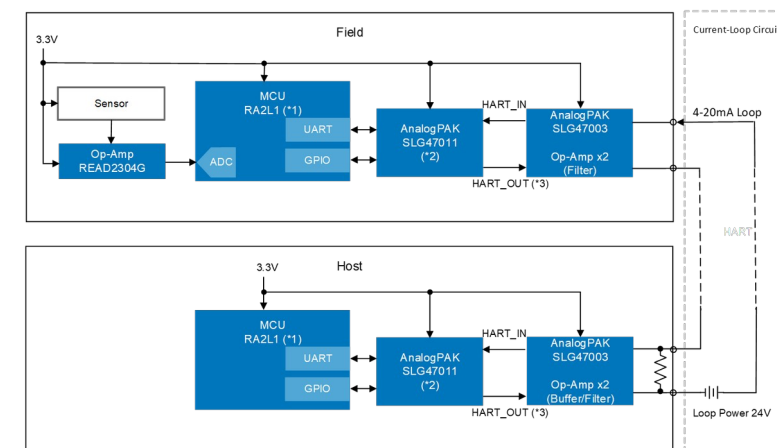 Field
Current-Loop Circui
3.3V
Sensor
Op-Amp
READ2304G
ADC
MCU
RA2L1 (*1)
UART
GPIO
AnalogPAK
SLG47011
(*2)
HART_IN
HART_OUT (*3)
AnalogPAK
SLG47003
Op-Amp x2
(Filter)
4-20mA Loop
HART
Host
3.3V
MCU
RA2L1 (*1)
UART
GPIO
AnalogPAK
SLG47011
(*2)
HART_IN
HART_OUT (*3)
AnalogPAK
SLG47003
Op-Amp x2
(Buffer/Filter)
Loop Power 24V